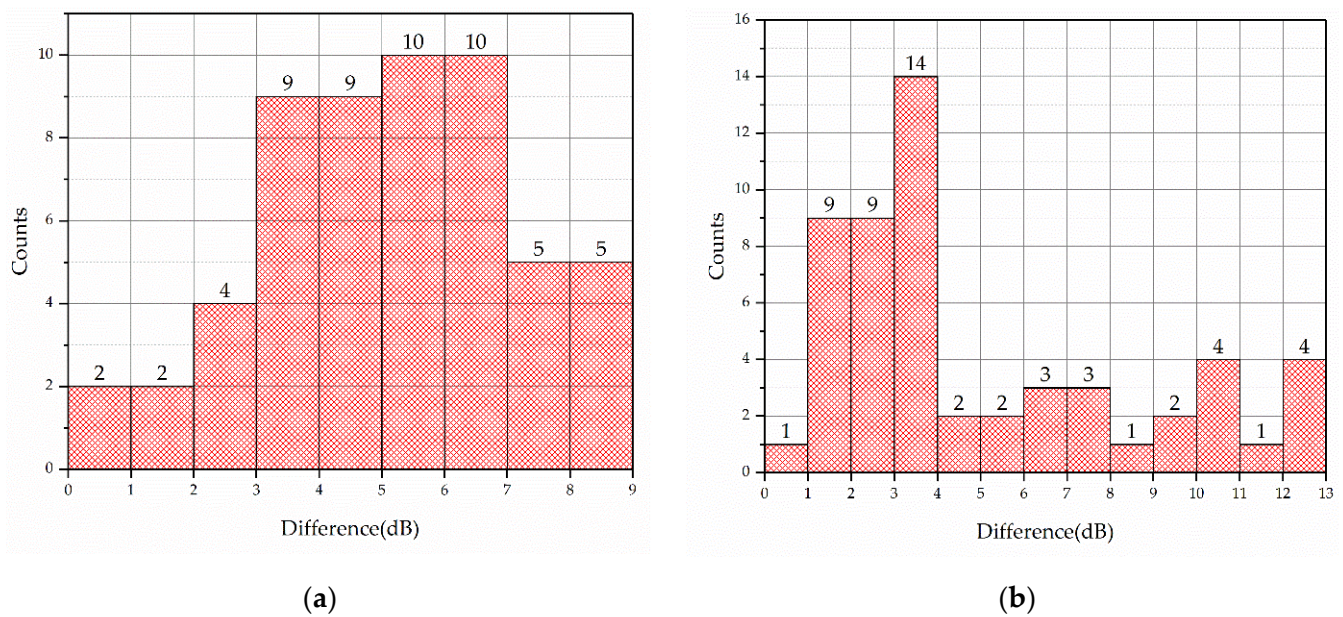 10
8
6
4
2
0
Counts
2 2 4 9 9 10 10 5 5
0 1 2 3 4 5 6 7 8 9
Difference(dB)
(a)
16
14
12
10
8
6
4
2
0
Counts
1 9 9 14 2 2 3 3 1 2 4 1 4
0 1 2 3 4 5 6 7 8 9 10 11 12 13
Difference(dB)
(b)